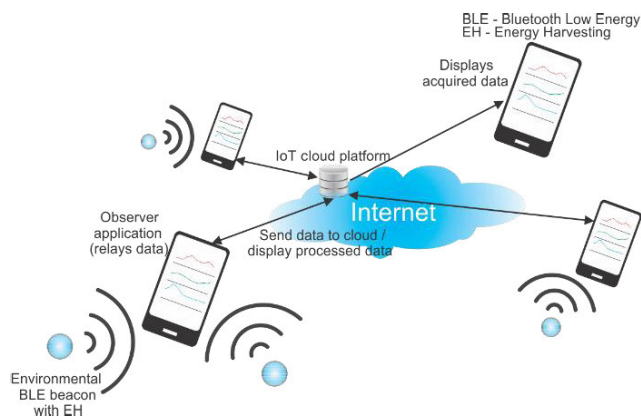 BLE - Bluetooth Low Energy
EH - Energy Harvesting
Displays
acquired data
IoT cloud platform
Internet
Observer
application
(relays data)
Send data to cloud /
display processed data
Environmental
BLE beacon
with EH